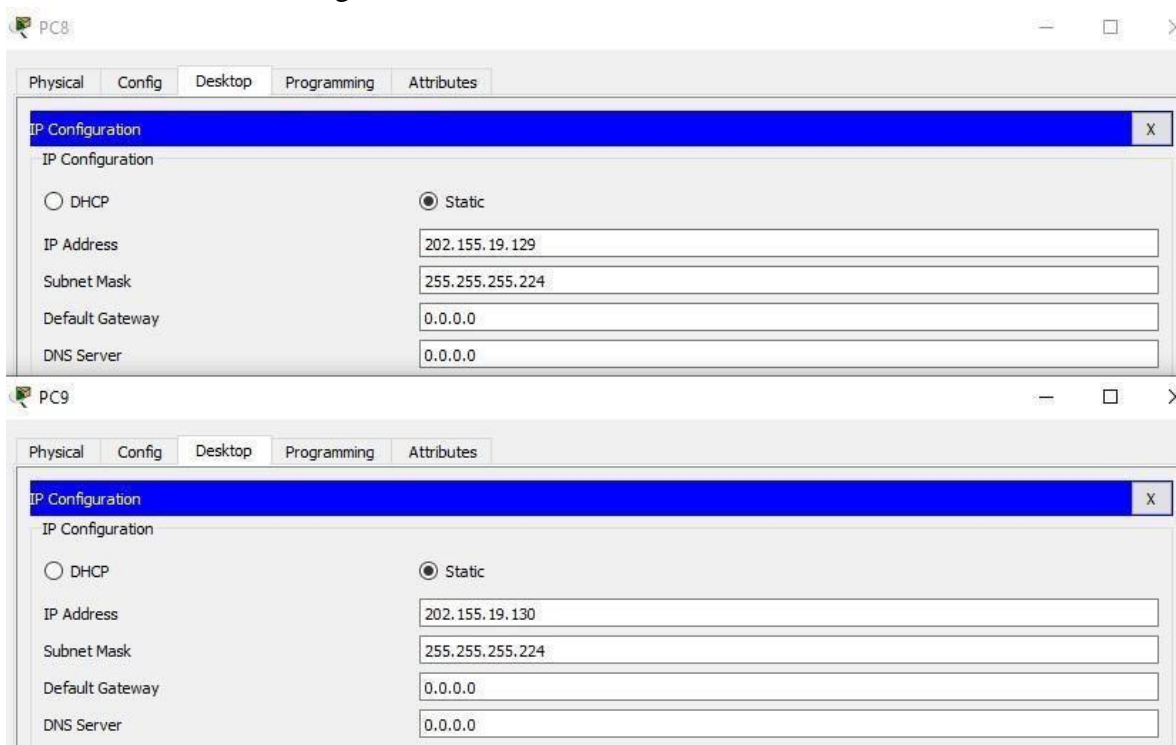 PC8
Physical Config Desktop Programming Attributes
IP Configuration X
IP Configuration
DHCP Static
IP Address 202.155.19.129
Subnet Mask 255.255.255.224
Default Gateway 0.0.0.0
DNS Server 0.0.0.0
PC9
Physical Config Desktop Programming Attributes
IP Configuration X
IP Configuration
DHCP Static
IP Address 202.155.19.130
Subnet Mask 255.255.255.224
Default Gateway 0.0.0.0
DNS Server 0.0.0.0